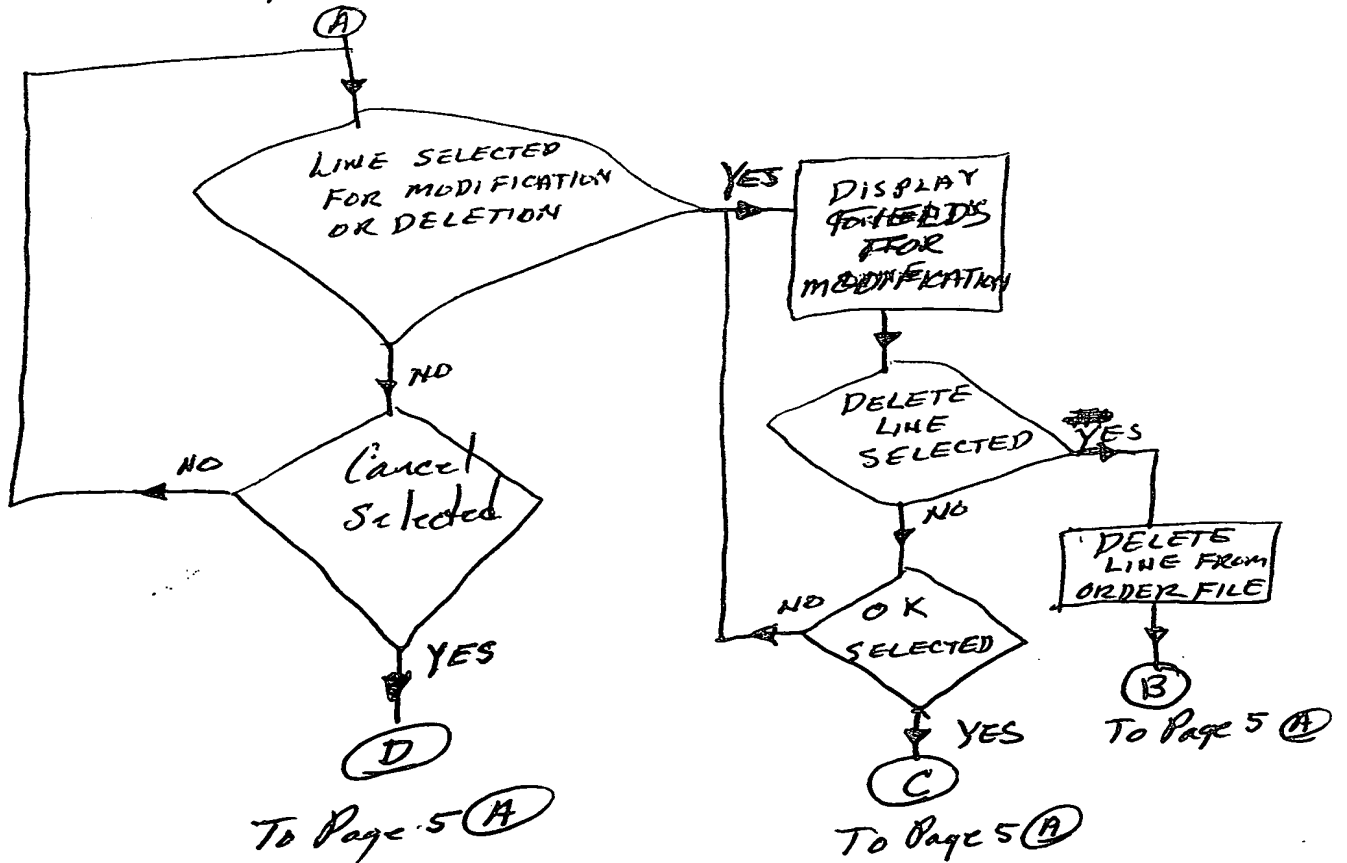 A
LINE SELECTED
FOR MODIFICATION
OR DELETION
YES
DISPLAY
FIELDS
FOR
MODIFICATION
NO
DELETE
LINE
SELECTED
YES
Cancel
Selected
NO
NO
DELETE
LINE FROM
ORDER FILE
OK
SELECTED
NO
YES
B
To Page 5 A
YES
D
C
To Page 5 A
To Page 5 A